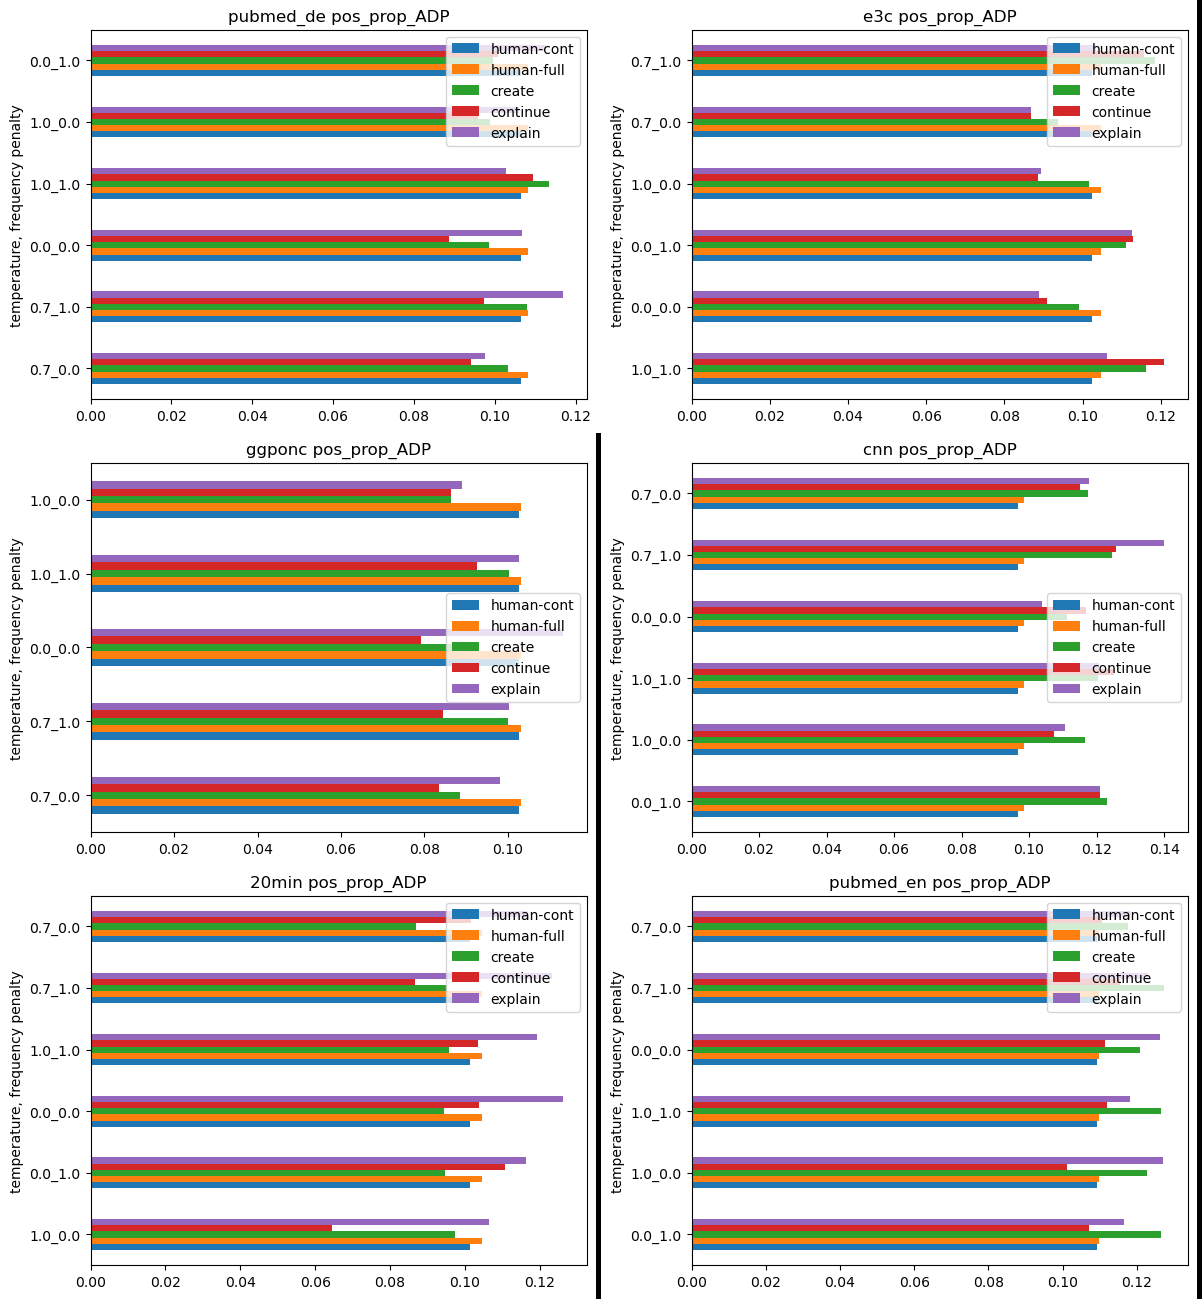 pubmed_de pos_prop_ADP
temperature, frequency penalty
0.0_1.0
1.0_0.0
1.0_1.0
0.0_0.0
0.7_1.0
0.7_0.0
0.00 0.02 0.04 0.06 0.08 0.10 0.12
human-cont
human-full
create
continue
explain
e3c pos_prop_ADP
temperature, frequency penalty
0.7_1.0
0.7_0.0
1.0_0.0
0.0_1.0
0.0_0.0
1.0_1.0
0.00 0.02 0.04 0.06 0.08 0.10 0.12
human-cont
human-full
create
continue
explain
ggponc pos_prop_ADP
temperature, frequency penalty
1.0_0.0
1.0_1.0
0.0_0.0
0.7_1.0
0.7_0.0
0.00 0.02 0.04 0.06 0.08 0.10
human-cont
human-full
create
continue
explain
cnn pos_prop_ADP
temperature, frequency penalty
0.7_0.0
0.7_1.0
0.0_0.0
1.0_1.0
1.0_0.0
0.0_1.0
0.00 0.02 0.04 0.06 0.08 0.10 0.12 0.14
human-cont
human-full
create
continue
explain
20min pos_prop_ADP
temperature, frequency penalty
0.7_0.0
0.7_1.0
1.0_1.0
0.0_0.0
0.0_1.0
1.0_0.0
0.00 0.02 0.04 0.06 0.08 0.10 0.12
human-cont
human-full
create
continue
explain
pubmed_en pos_prop_ADP
temperature, frequency penalty
0.7_0.0
0.7_1.0
0.0_0.0
1.0_1.0
1.0_0.0
0.0_1.0
0.00 0.02 0.04 0.06 0.08 0.10 0.12
human-cont
human-full
create
continue
explain